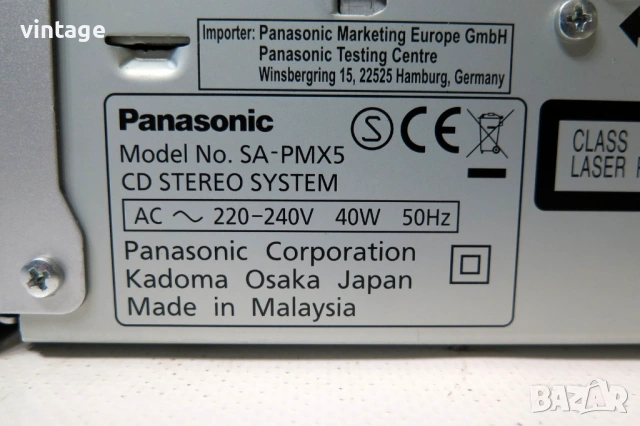 vintage
Importer: Panasonic Marketing Europe GmbH
Panasonic Testing Centre
Winsbergring 15, 22525 Hamburg, Germany
Panasonic
S CE
Model No. SA-PMX5
CD STEREO SYSTEM
AC ~ 220-240V 40W 50Hz
Panasonic Corporation
Kadoma Osaka Japan
Made in Malaysia
CLASS
LASER
BAZAR
bg